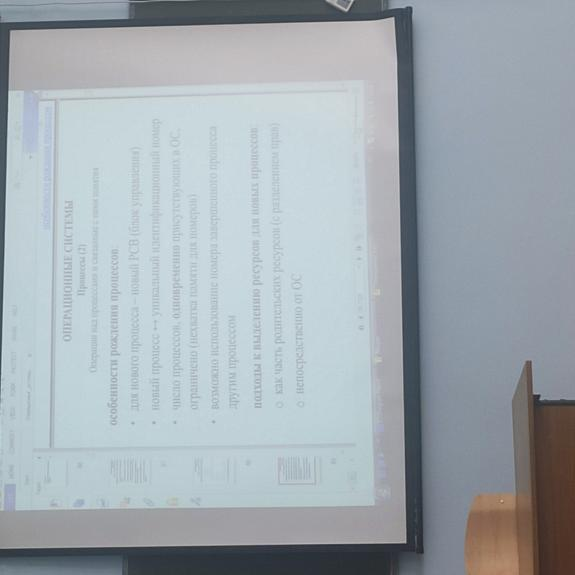 особенности рождения процессов
ОПЕРАЦИОННЫЕ СИСТЕМЫ
Процессы (2)
Операции над процессами и связанные с ними понятия
особенности рождения процессов:
• для нового процесса – новый PCB (блок управления)
• новый процесс ↔ уникальный идентификационный номер
• число процессов, одновременно присутствующих в ОС,
ограничено (нехватка памяти для номеров)
• возможно использование номера завершенного процесса
другим процессом
подходы к выделению ресурсов для новых процессов:
○ как часть родительских ресурсов (с разделением прав)
○ непосредственно от ОС